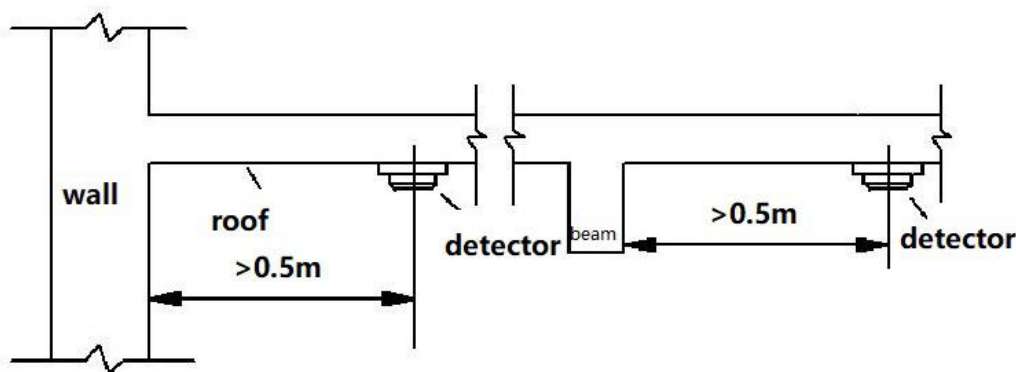 wall
roof
detector
>0.5m
beam
>0.5m
detector